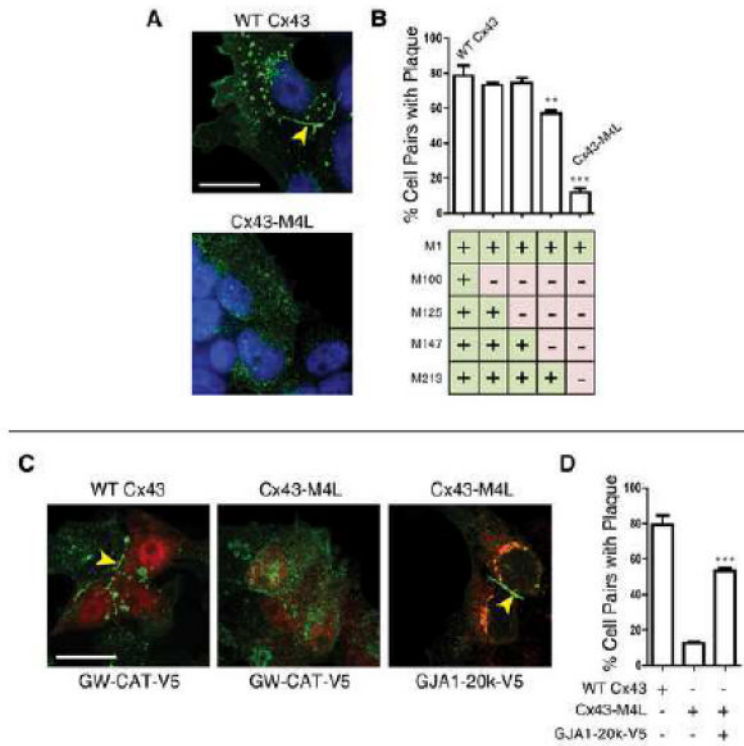 A
WT Cx43
Cx43-M4L
B
% Cell Pairs with Plaque
100
80
60
40
20
0
WT Cx43
**
Cx43-M4L
***
M1 + + + + +
M100 + - - - -
M125 + + - - -
M147 + + + - -
M213 + + + + -
C
WT Cx43 Cx43-M4L Cx43-M4L
GW-CAT-V5 GW-CAT-V5 GJA1-20k-V5
D
% Cell Pairs with Plaque
100
80
60
40
20
0
***
WT Cx43 + - -
Cx43-M4L - + +
GJA1-20k-V5 - - +